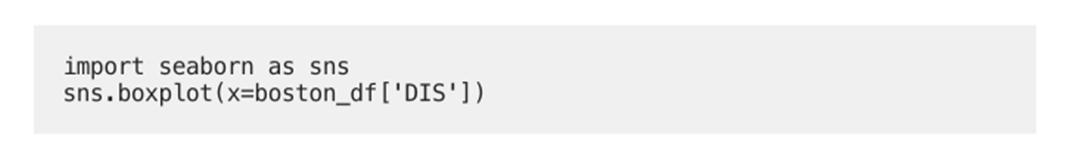 import seaborn as sns
sns.boxplot(x=boston_df['DIS'])